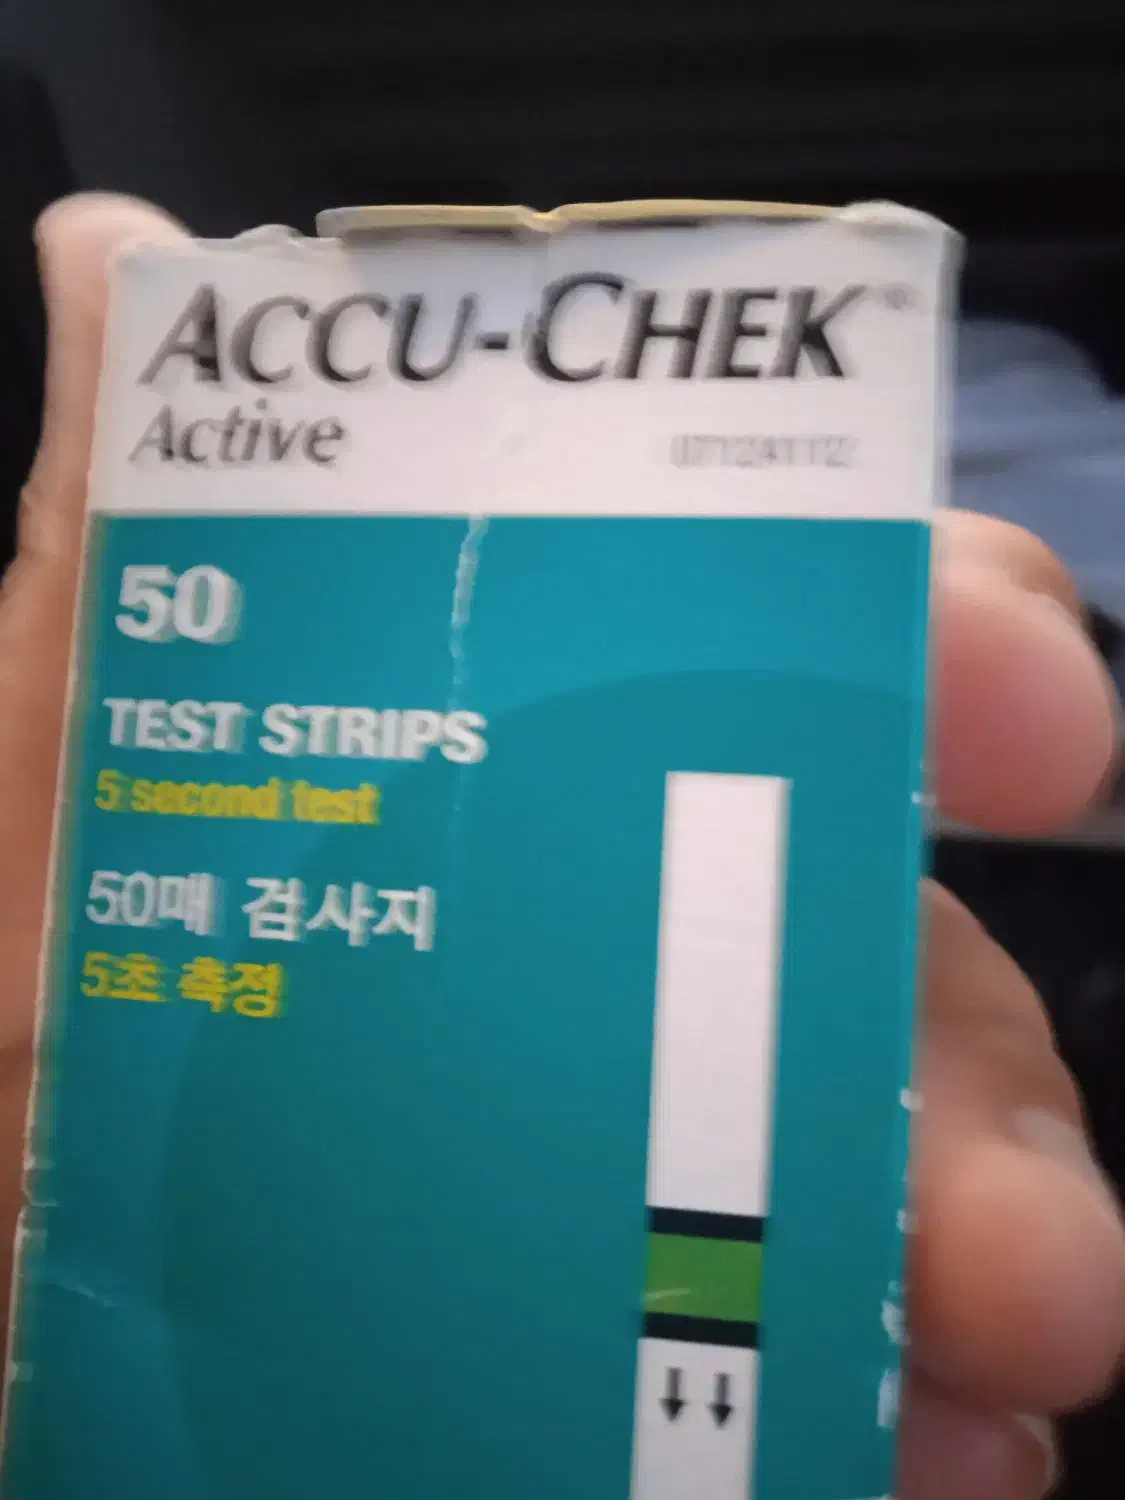 ACCU-CHEK®
Active
50
TEST STRIPS
5 second test
50매 검사지
5초 측정